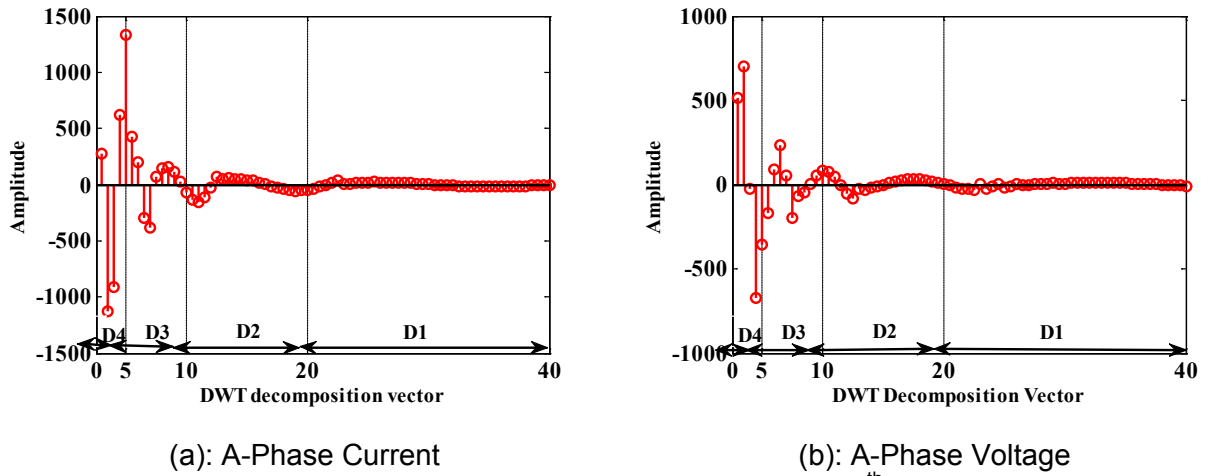 1500
1000
500
0
-500
-1000
-1500
Amplitude
D4
D3
D2
D1
0 5 10 20 40
DWT decomposition vector
(a): A-Phase Current
1000
500
0
-500
-1000
Amplitude
D4
D3
D2
D1
0 5 10 20 40
DWT Decomposition Vector
(b): A-Phase Voltage
th